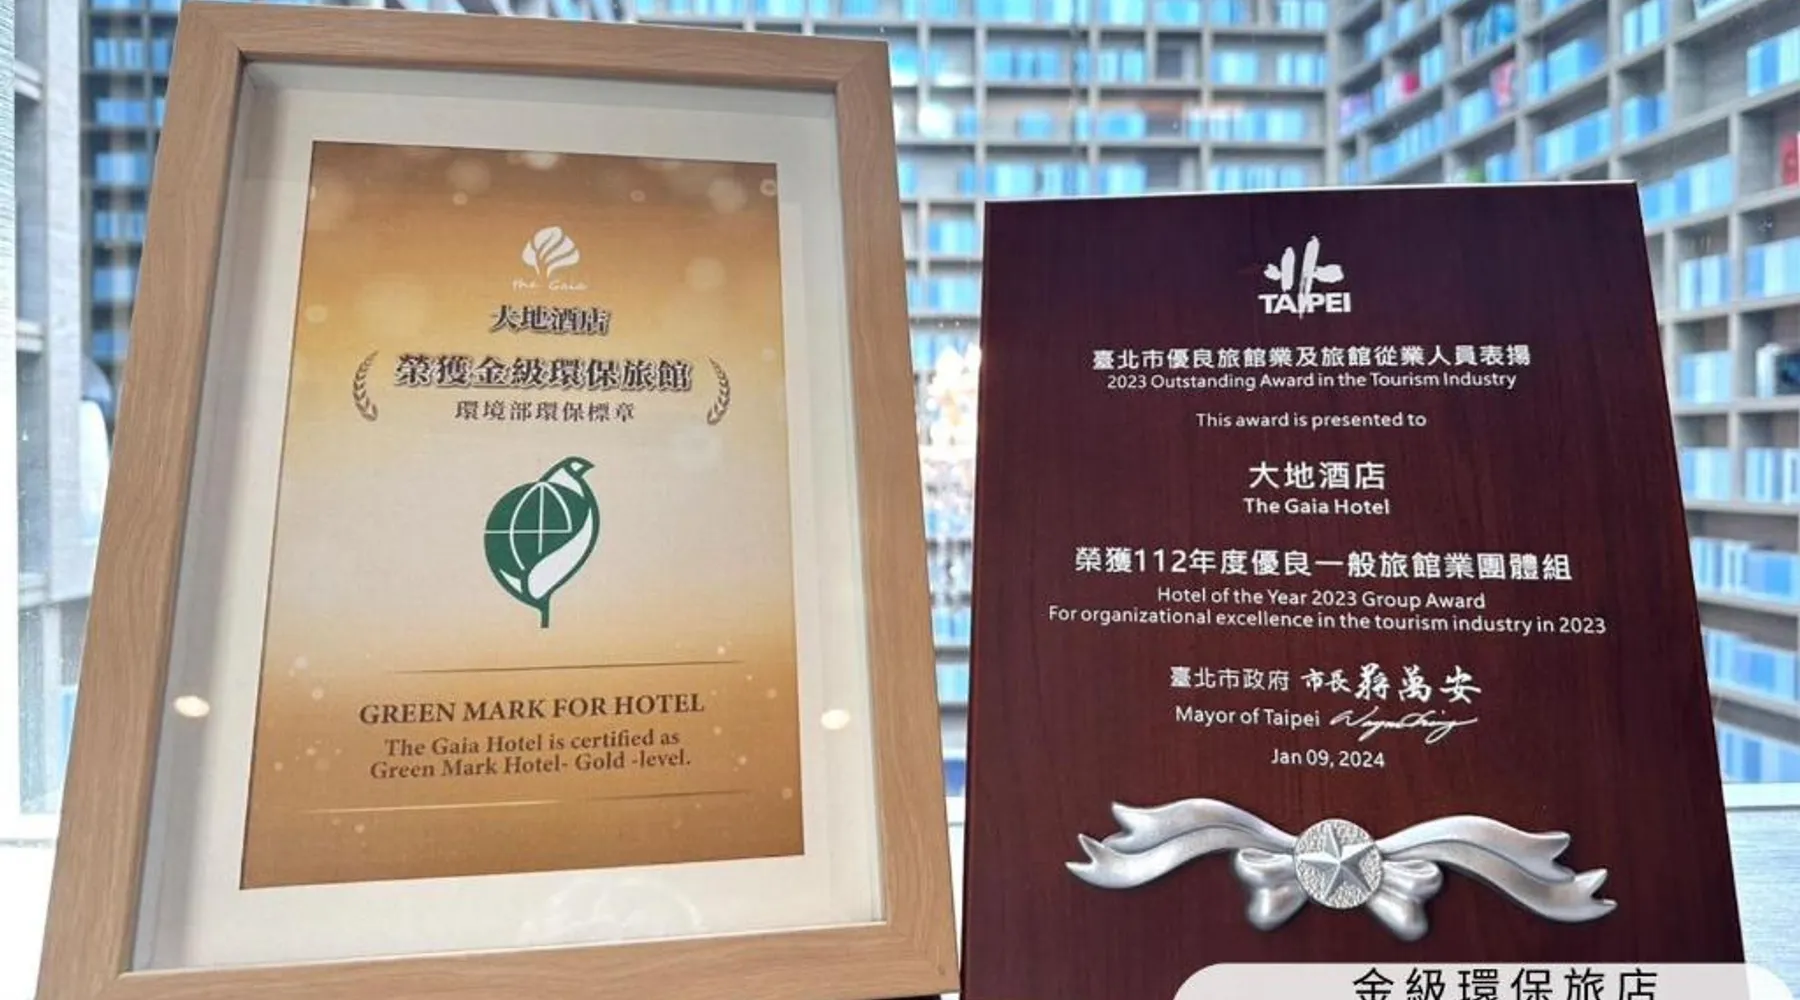 the Gaia
大地酒店
榮獲金級環保旅館
環境部環保標章
GREEN MARK FOR HOTEL
The Gaia Hotel is certified as
Green Mark Hotel- Gold -level.
北
TAIPEI
臺北市優良旅館業及旅館從業人員表揚
2023 Outstanding Award in the Tourism Industry
This award is presented to
大地酒店
The Gaia Hotel
榮獲112年度優良一般旅館業團體組
Hotel of the Year 2023 Group Award
For organizational excellence in the tourism industry in 2023
臺北市政府 市長 蔣萬安
Mayor of Taipei
Jan 09, 2024
金級環保旅店